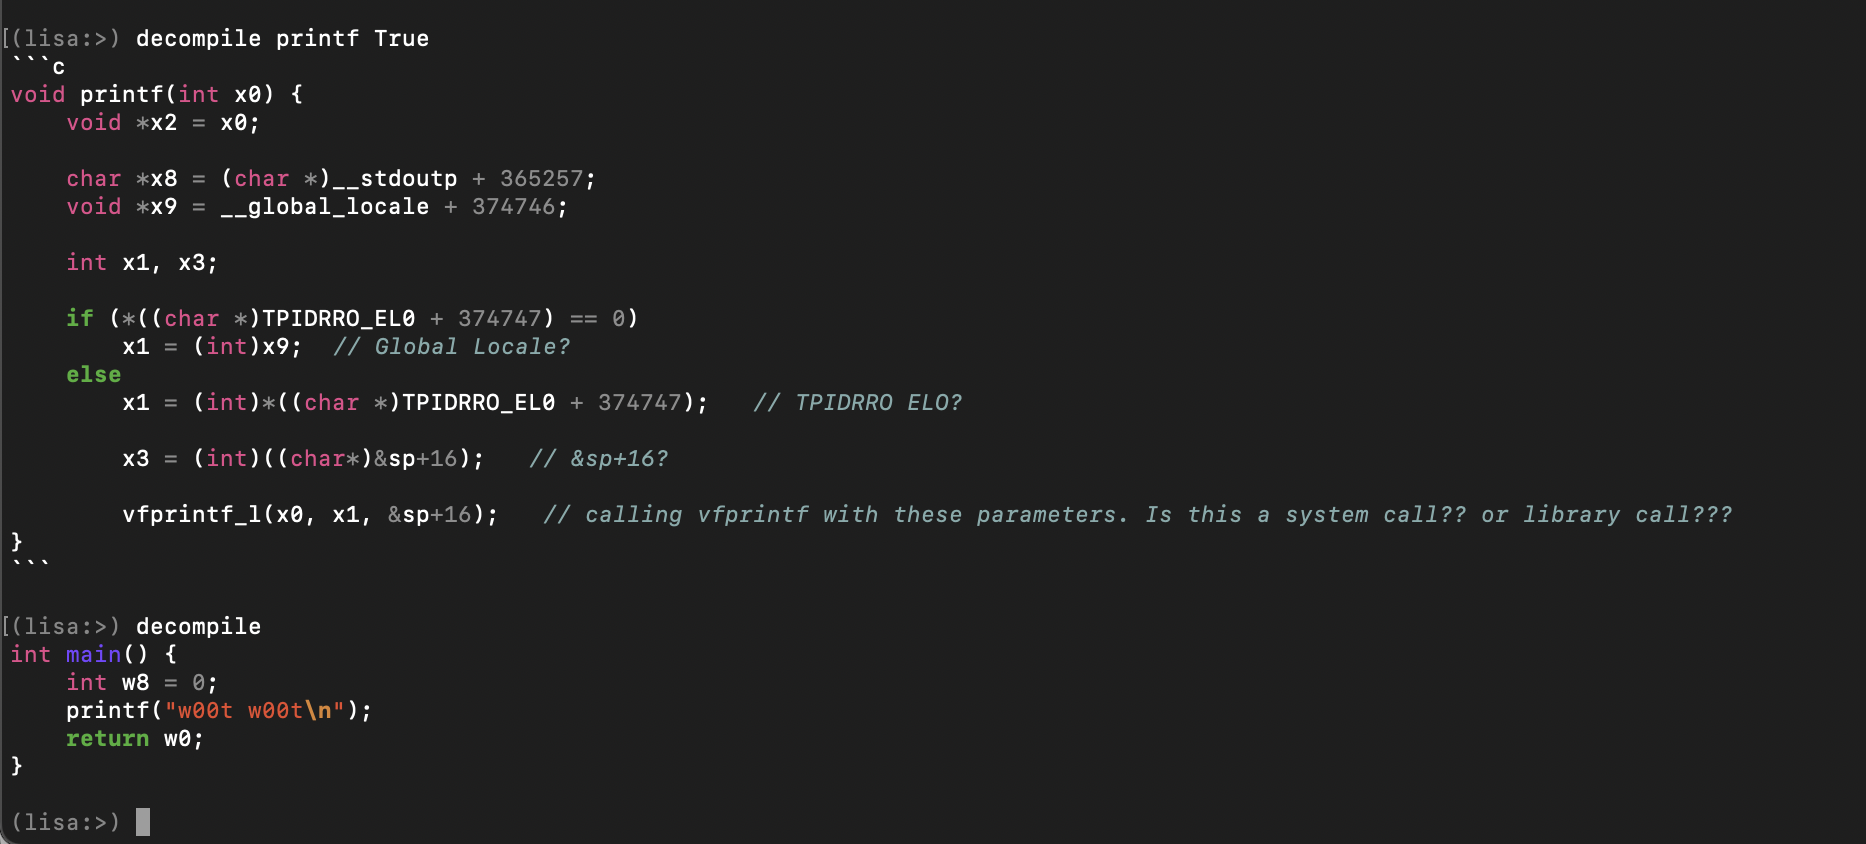 [(lisa:>) decompile printf True
```c
void printf(int x0) {
    void *x2 = x0;

    char *x8 = (char *)__stdoutp + 365257;
    void *x9 = __global_locale + 374746;

    int x1, x3;

    if (*((char *)TPIDRRO_EL0 + 374747) == 0)
        x1 = (int)x9;  // Global Locale?
    else
        x1 = (int)*((char *)TPIDRRO_EL0 + 374747);   // TPIDRRO ELO?

        x3 = (int)((char*)&sp+16);   // &sp+16?

        vfprintf_l(x0, x1, &sp+16);   // calling vfprintf with these parameters. Is this a system call?? or library call???
}
```

[(lisa:>) decompile
int main() {
    int w8 = 0;
    printf("w00t w00t\n");
    return w0;
}

(lisa:>)